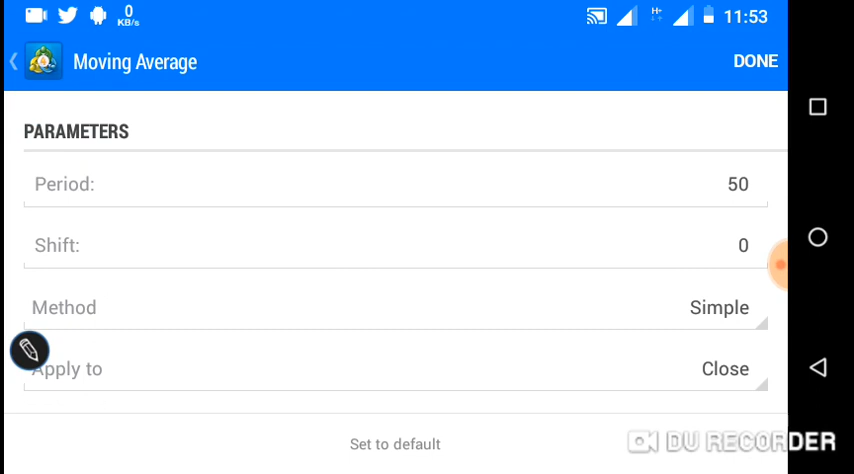 0
KB/s
H+
11:53
Moving Average
DONE
PARAMETERS
Period: 50
Shift: 0
Method Simple
Apply to Close
Set to default
DU RECORDER